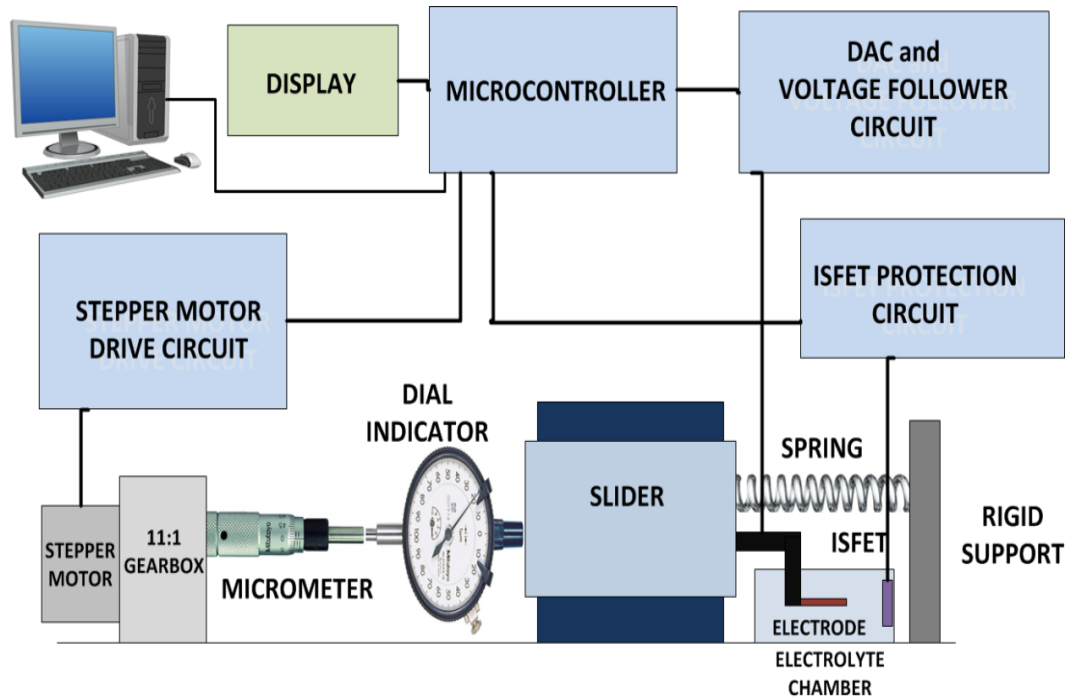 DISPLAY
MICROCONTROLLER
DAC and
VOLTAGE FOLLOWER
CIRCUIT
STEPPER MOTOR
DRIVE CIRCUIT
ISFET PROTECTION
CIRCUIT
DIAL
INDICATOR
SPRING
SLIDER
11:1
GEARBOX
STEPPER
MOTOR
MICROMETER
ISFET
RIGID
SUPPORT
ELECTRODE
ELECTROLYTE
CHAMBER